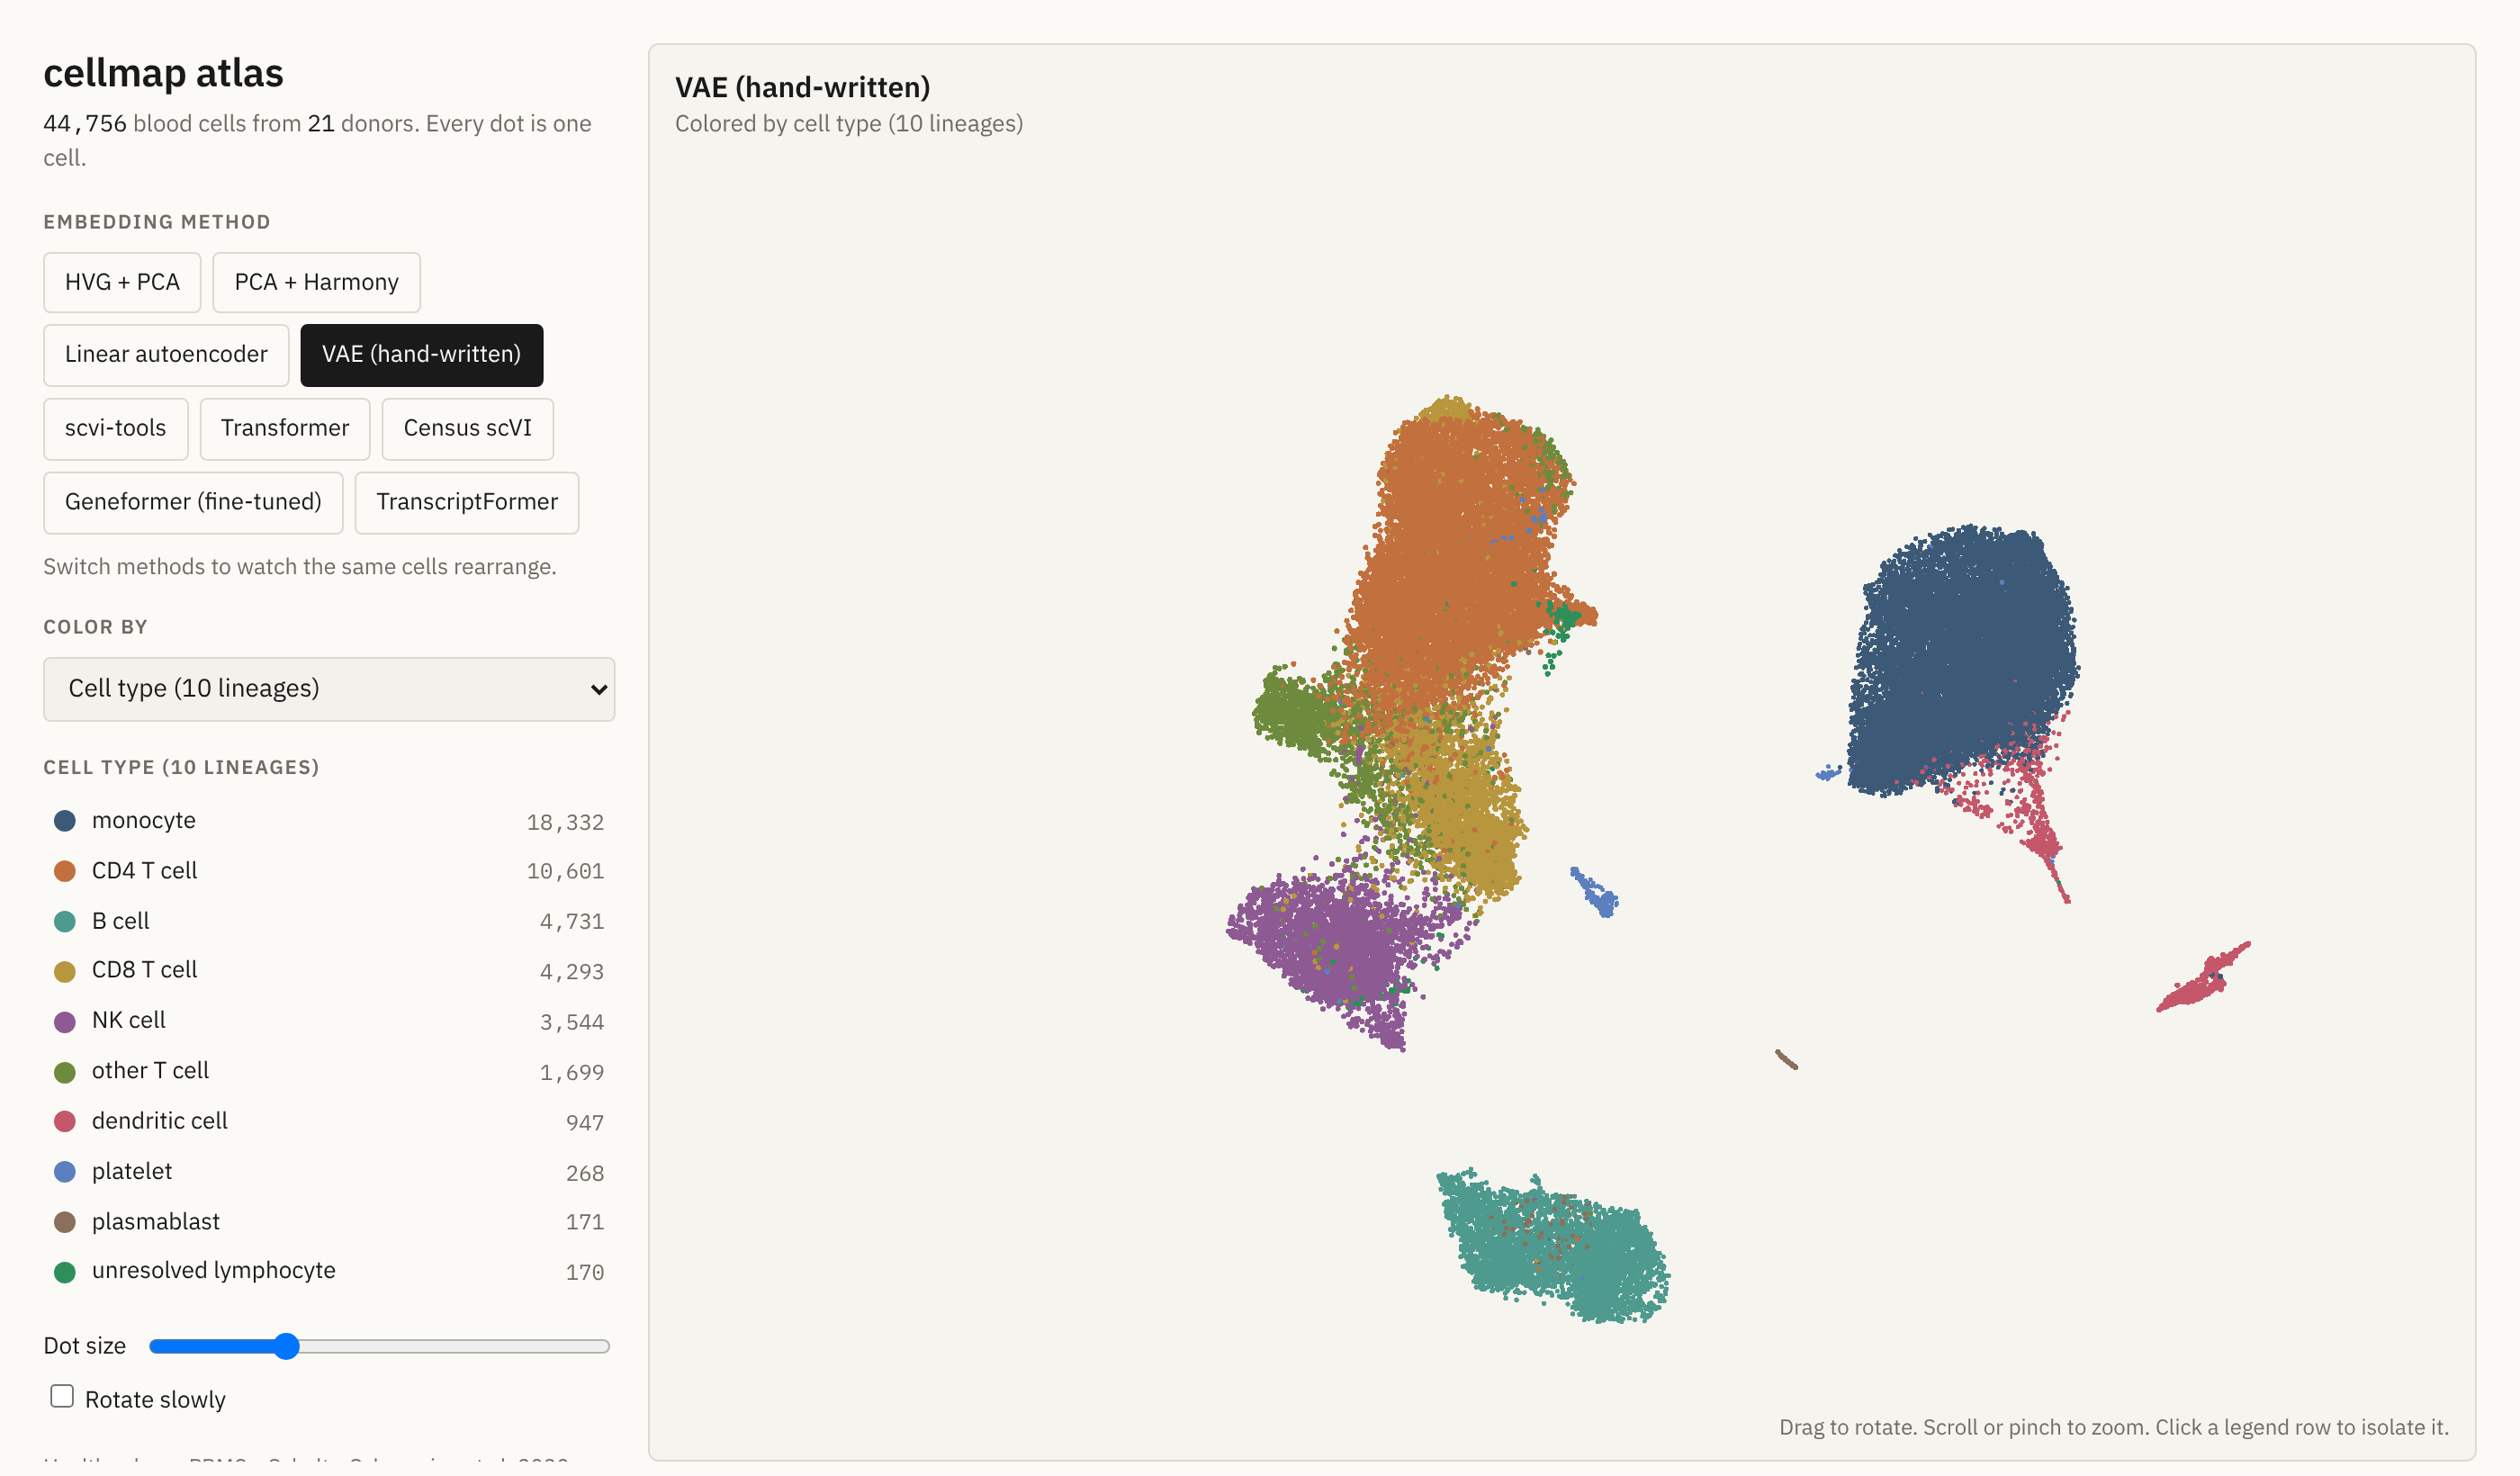 cellmap atlas
44,756 blood cells from 21 donors. Every dot is one
cell.
EMBEDDING METHOD
HVG + PCA
PCA + Harmony
Linear autoencoder
VAE (hand-written)
scvi-tools
Transformer
Census scVI
Geneformer (fine-tuned)
TranscriptFormer
Switch methods to watch the same cells rearrange.
COLOR BY
Cell type (10 lineages)
CELL TYPE (10 LINEAGES)
monocyte 18,332
CD4 T cell 10,601
B cell 4,731
CD8 T cell 4,293
NK cell 3,544
other T cell 1,699
dendritic cell 947
platelet 268
plasmablast 171
unresolved lymphocyte 170
Dot size
Rotate slowly
VAE (hand-written)
Colored by cell type (10 lineages)
Drag to rotate. Scroll or pinch to zoom. Click a legend row to isolate it.